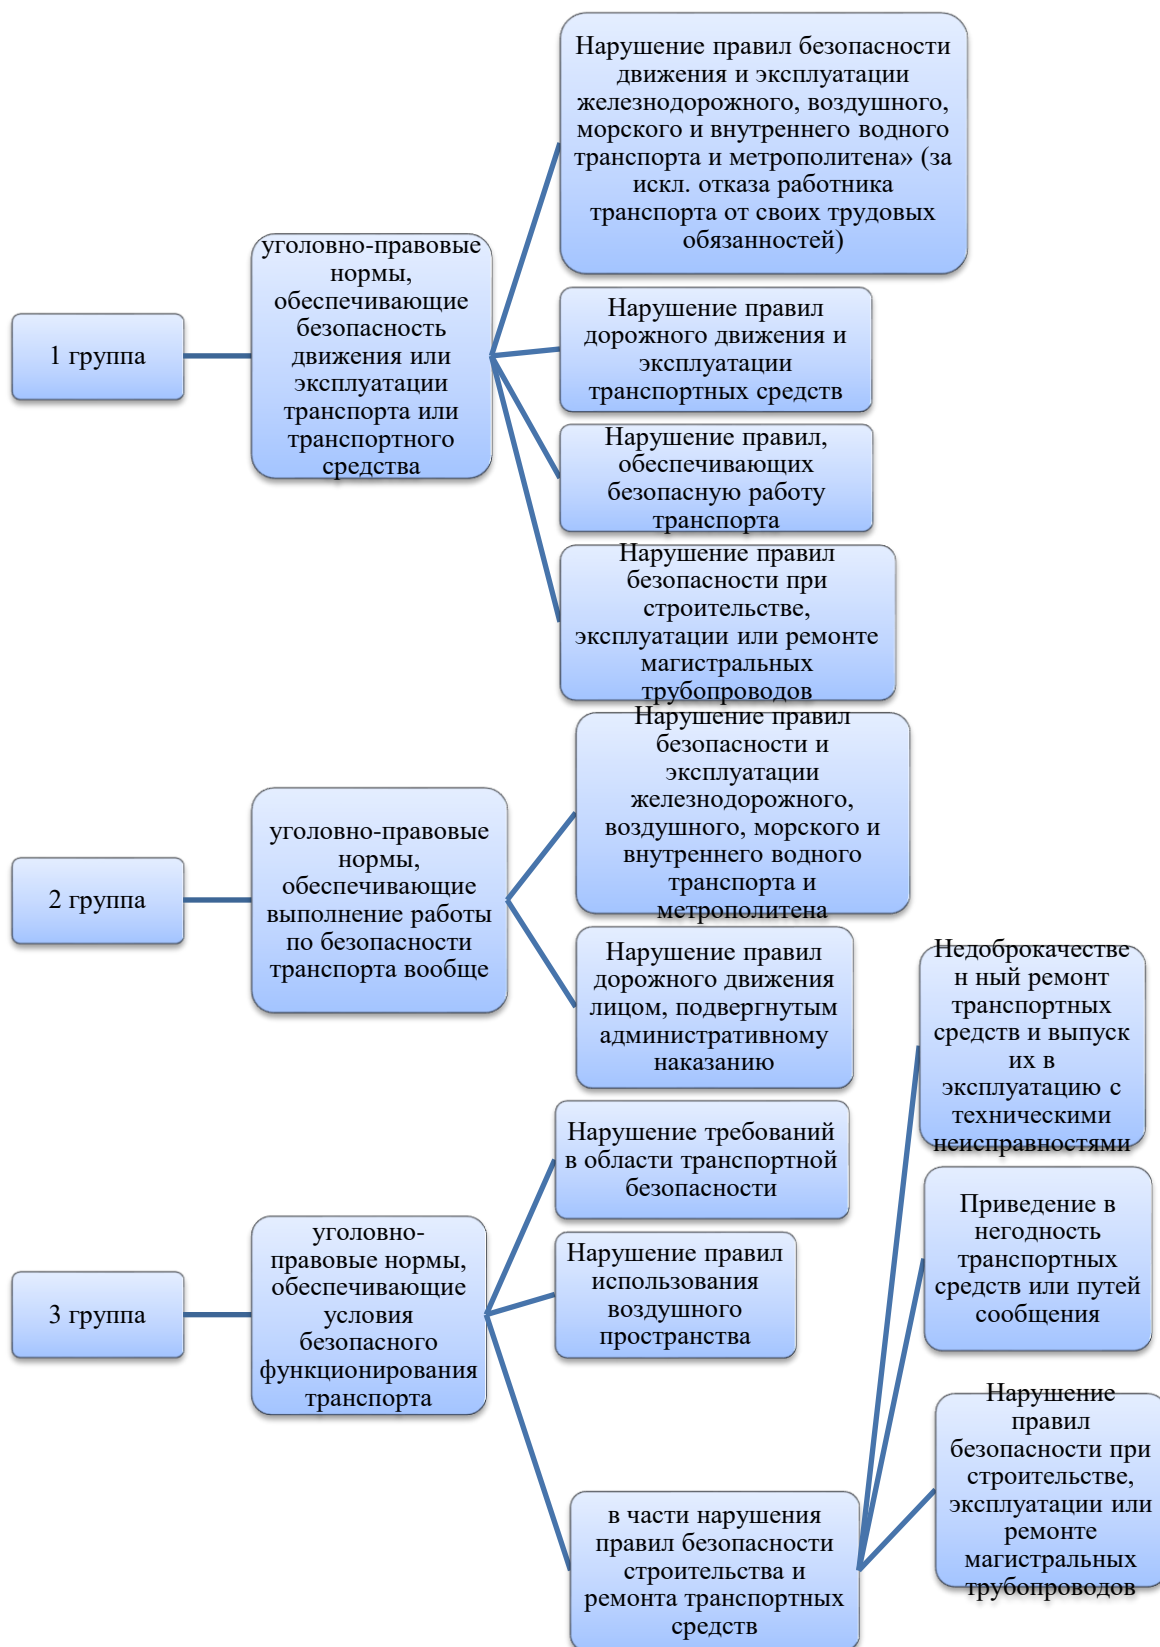 1 группа
уголовно-правовые
нормы,
обеспечивающие
безопасность
движения или
эксплуатации
транспорта или
транспортного
средства
Нарушение правил безопасности
движения и эксплуатации
железнодорожного, воздушного,
морского и внутреннего водного
транспорта и метрополитена» (за
искл. отказа работника
транспорта от своих трудовых
обязанностей)
Нарушение правил
дорожного движения и
эксплуатации
транспортных средств
Нарушение правил,
обеспечивающих
безопасную работу
транспорта
Нарушение правил
безопасности при
строительстве,
эксплуатации или ремонте
магистральных
трубопроводов
2 группа
уголовно-правовые
нормы,
обеспечивающие
выполнение работы
по безопасности
транспорта вообще
Нарушение правил
безопасности и
эксплуатации
железнодорожного,
воздушного, морского и
внутреннего водного
транспорта и
метрополитена
Нарушение правил
дорожного движения
лицом, подвергнутым
административному
наказанию
3 группа
уголовно-
правовые нормы,
обеспечивающие
условия
безопасного
функционирования
транспорта
Нарушение требований
в области транспортной
безопасности
Нарушение правил
использования
воздушного
пространства
в части нарушения
правил безопасности
строительства и
ремонта транспортных
средств
Недоброкачестве
н ный ремонт
транспортных
средств и выпуск
их в
эксплуатацию с
техническими
неисправностями
Приведение в
негодность
транспортных
средств или путей
сообщения
Нарушение
правил
безопасности при
строительстве,
эксплуатации или
ремонте
магистральных
трубопроводов